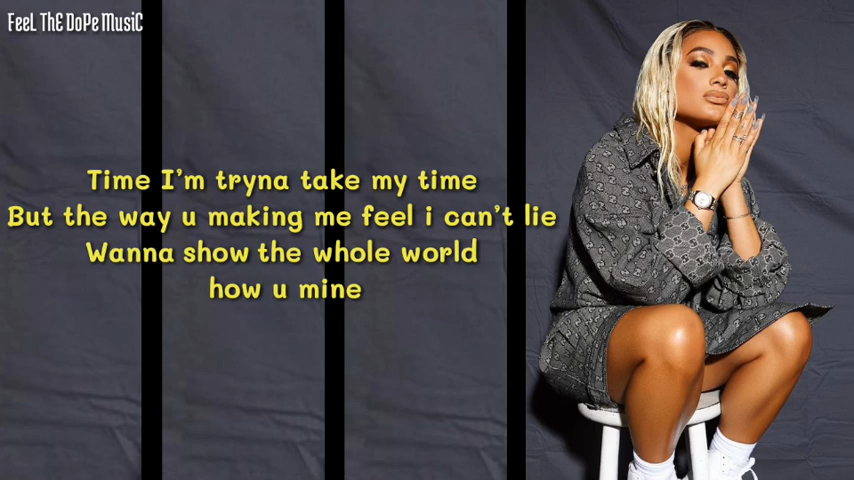 FeeL ThE DoPe MusiC
Time I'm tryna take my time
But the way u making me feel i can't lie
Wanna show the whole world
how u mine